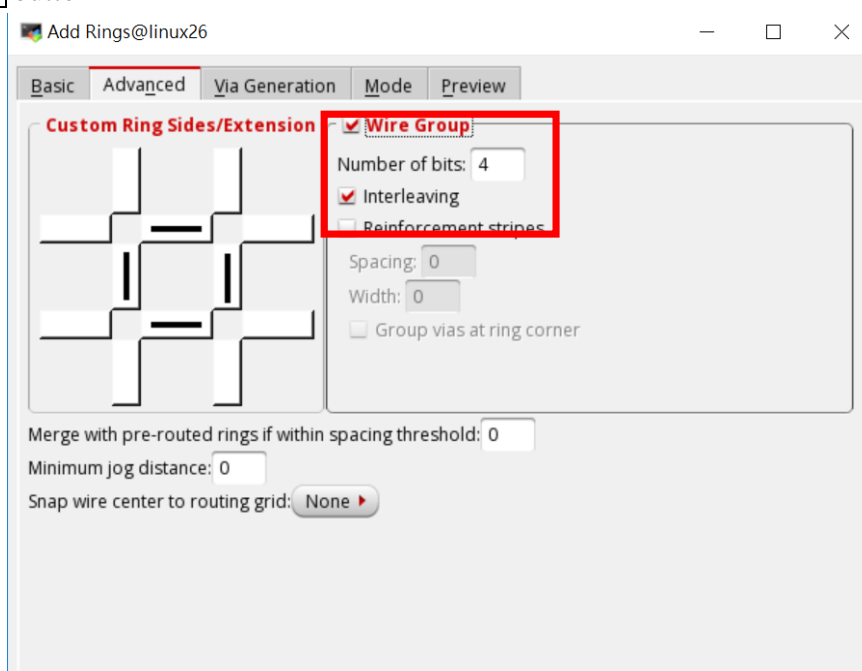 Add Rings@linux26
Basic Advanced Via Generation Mode Preview
Custom Ring Sides/Extension
Wire Group
Number of bits: 4
Interleaving
Reinforcement stripes
Spacing: 0
Width: 0
Group vias at ring corner
Merge with pre-routed rings if within spacing threshold: 0
Minimum jog distance: 0
Snap wire center to routing grid: None